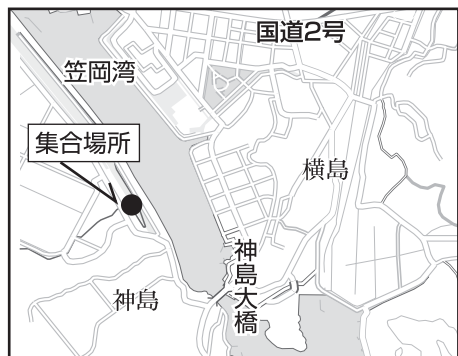 国道2号
笠岡湾
集合場所
横島
神島大橋
神島